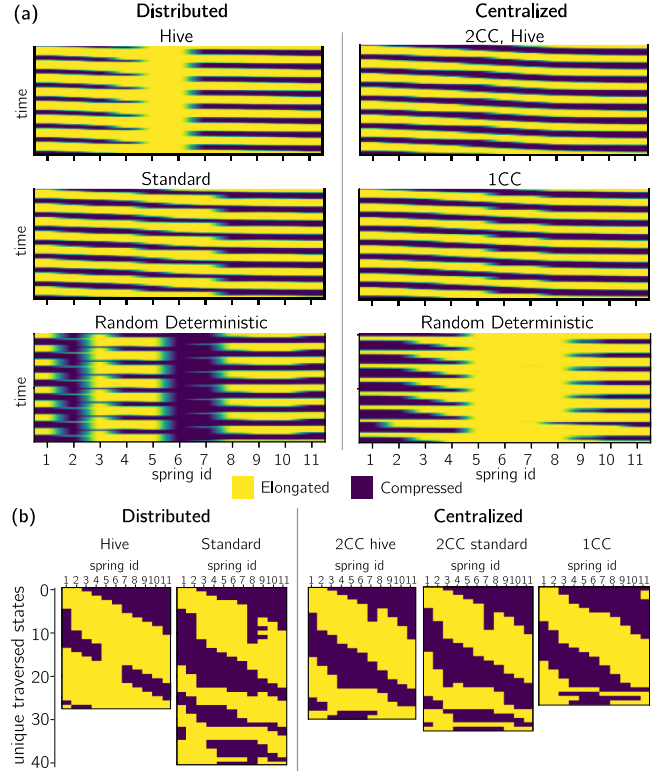 (a)
Distributed
Centralized
Hive
2CC, Hive
time
Standard
1CC
time
Random Deterministic
Random Deterministic
time
1 2 3 4 5 6 7 8 9 10 11
1 2 3 4 5 6 7 8 9 10 11
spring id
spring id
Elongated
Compressed
(b)
Distributed
Centralized
Hive
Standard
2CC hive
2CC standard
1CC
spring id
spring id
spring id
spring id
spring id
1 2 3 4 5 6 7 8 9 10 11
1 2 3 4 5 6 7 8 9 10 11
1 2 3 4 5 6 7 8 9 10 11
1 2 3 4 5 6 7 8 9 10 11
1 2 3 4 5 6 7 8 9 10 11
unique traversed states
0
10
20
30
40